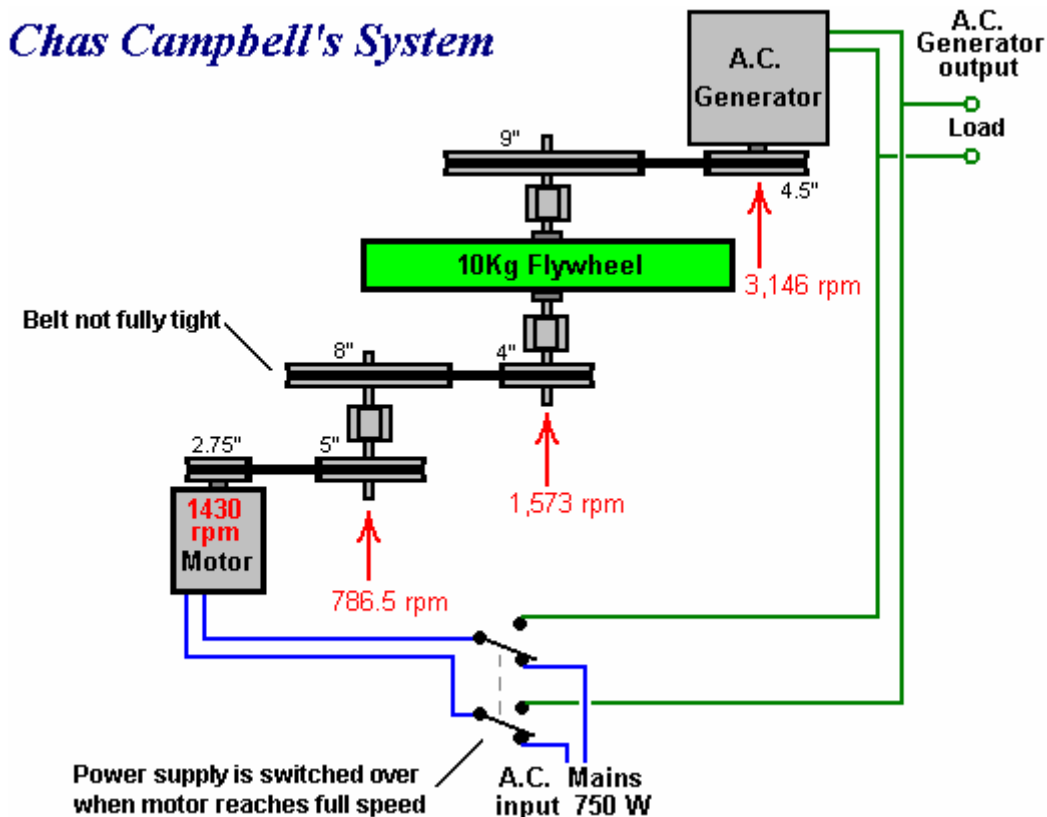 Chas Campbell's System
A.C.
Generator
A.C.
Generator
output
Load
9"
4.5"
10Kg Flywheel
3,146 rpm
Belt not fully tight
8"
4"
2.75"
5"
1430
rpm
Motor
1,573 rpm
786.5 rpm
Power supply is switched over
when motor reaches full speed
A.C. Mains
input 750 W